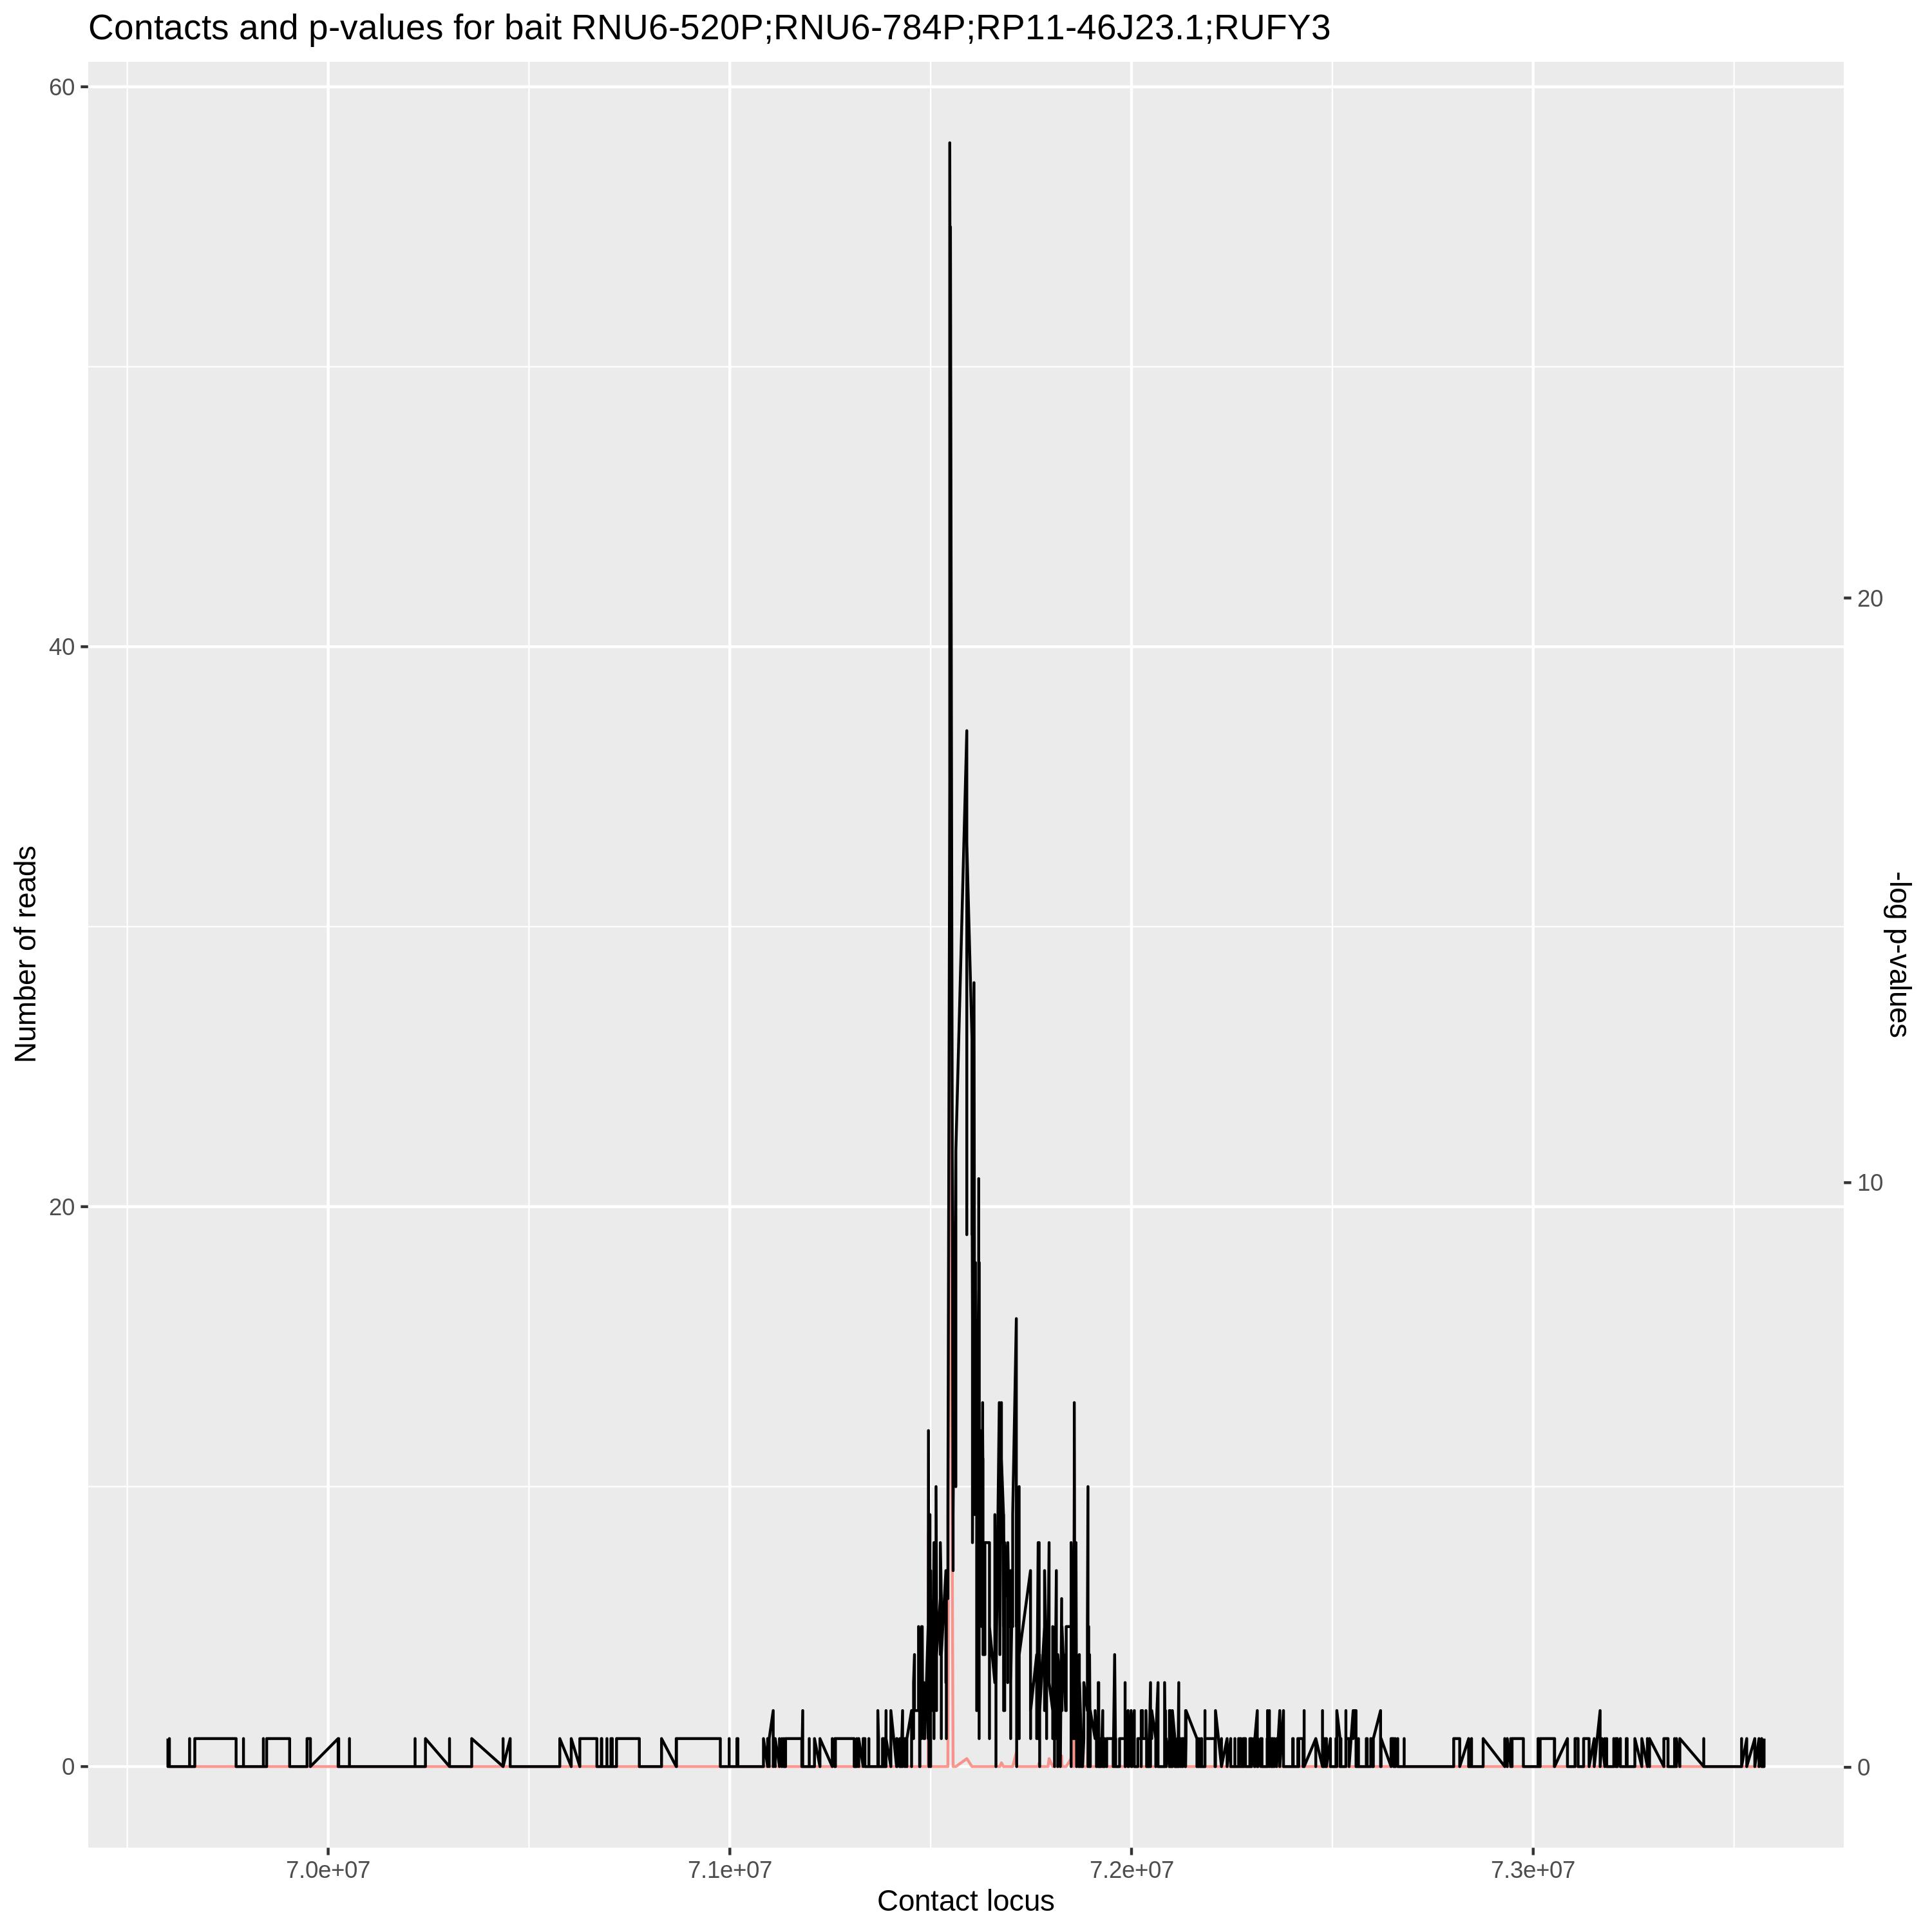 Contacts and p-values for bait RNU6-520P;RNU6-784P;RP11-46J23.1;RUFY3
60
40
20
0
Number of reads
20
10
0
-log p-values
7.0e+07
7.1e+07
7.2e+07
7.3e+07
Contact locus